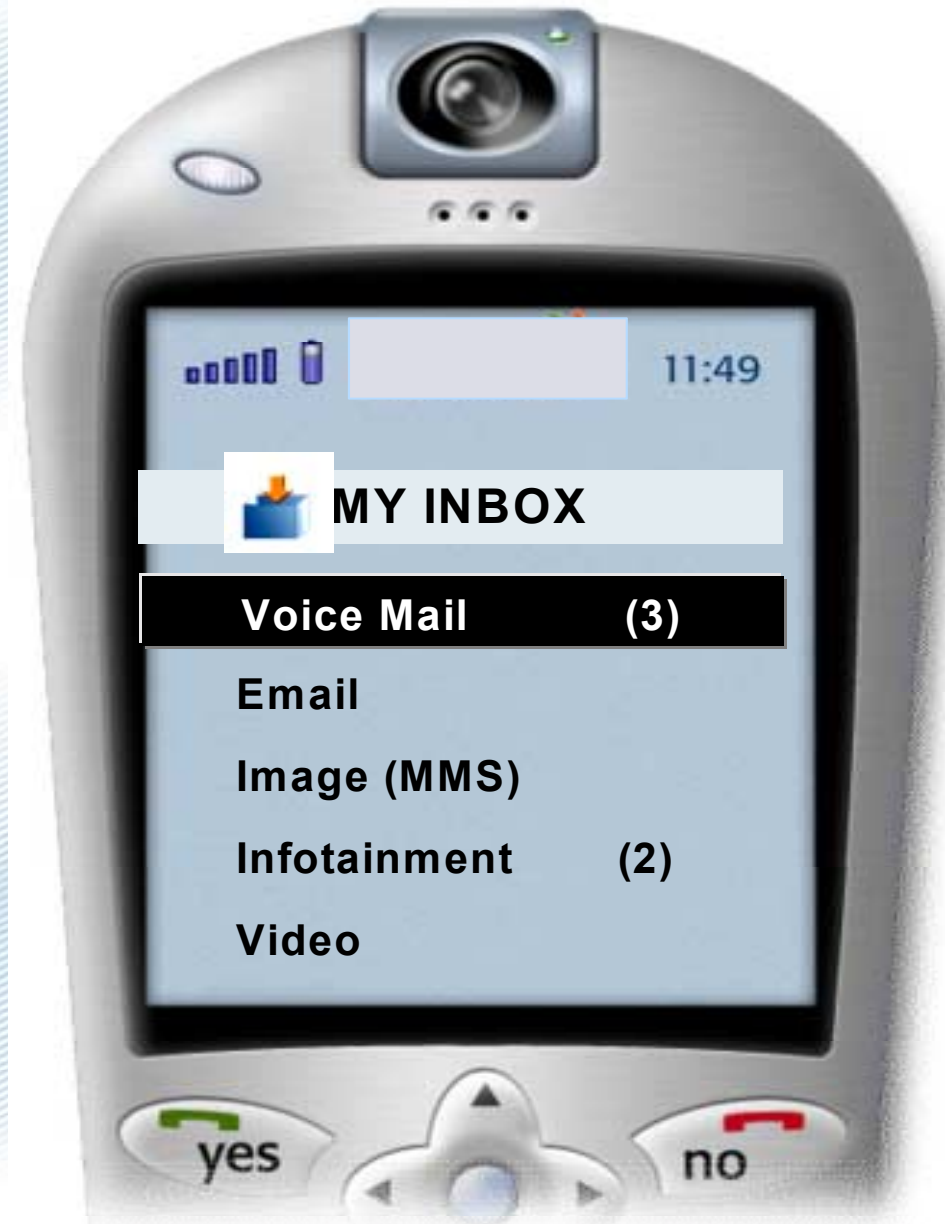 11:49
MY INBOX
Voice Mail (3)
Email
Image (MMS)
Infotainment (2)
Video
yes
no